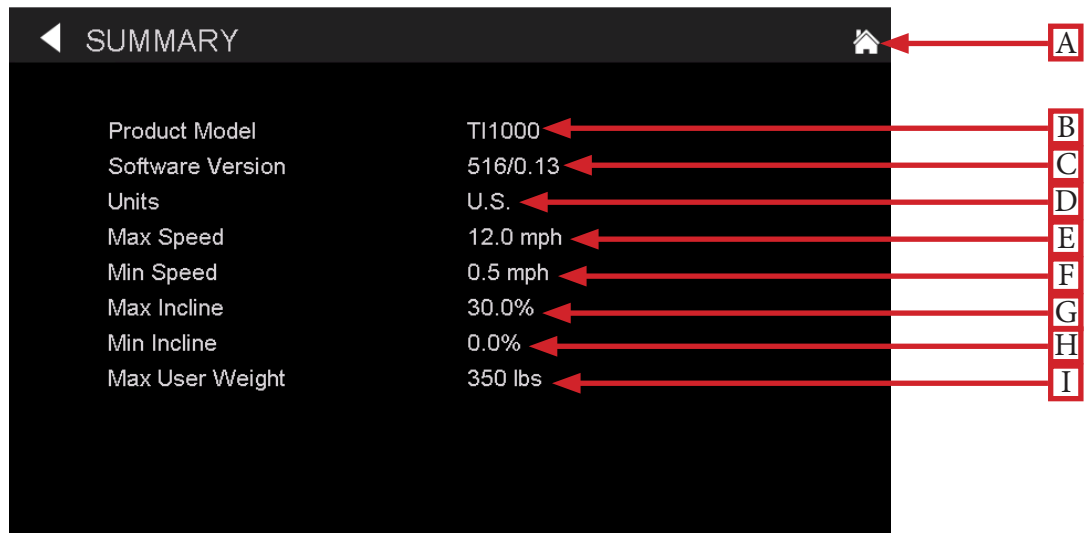 SUMMARY A
Product Model TI1000 B
Software Version 516/0.13 C
Units U.S. D
Max Speed 12.0 mph E
Min Speed 0.5 mph F
Max Incline 30.0% G
Min Incline 0.0% H
Max User Weight 350 lbs I